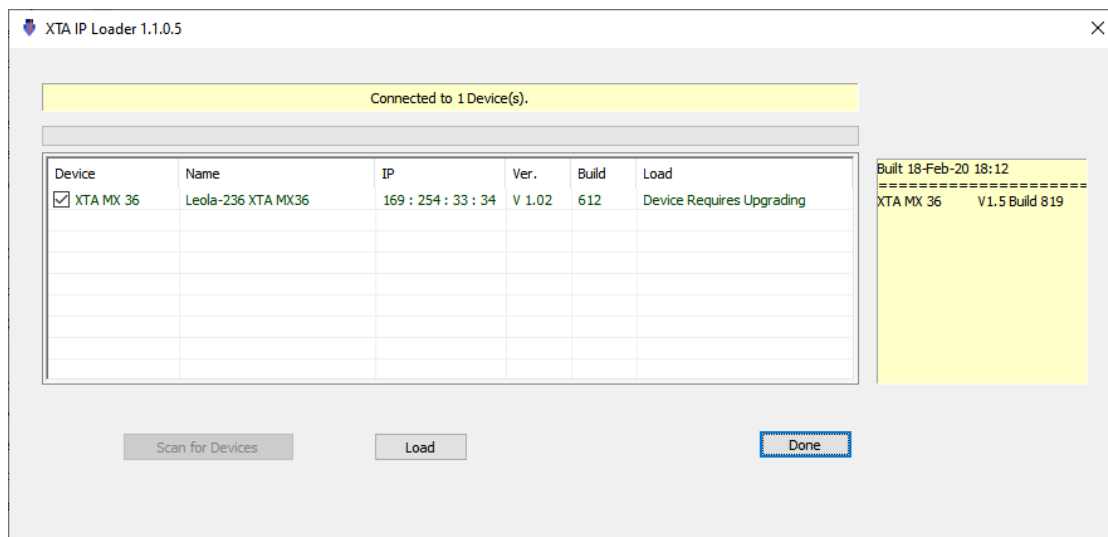 XTA IP Loader 1.1.0.5
Connected to 1 Device(s).
Device Name IP Ver. Build Load
XTA MX 36 Leola-236 XTA MX36 169 : 254 : 33 : 34 V 1.02 612 Device Requires Upgrading
Built 18-Feb-20 18:12
======================
XTA MX 36 V1.5 Build 819
Scan for Devices Load Done